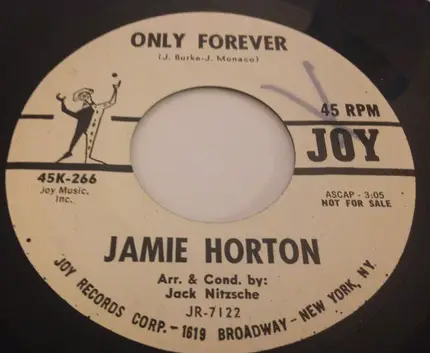 ONLY FOREVER
(J. Burke-J. Monaco)
45 RPM
JOY
45K-266
Joy Music.
Inc.
ASCAP - 3:05
NOT FOR SALE
JAMIE HORTON
Arr. & Cond. by:
Jack Nitzsche
JR-7122
JOY RECORDS CORP. - 1619 BROADWAY - NEW YORK, N.Y.